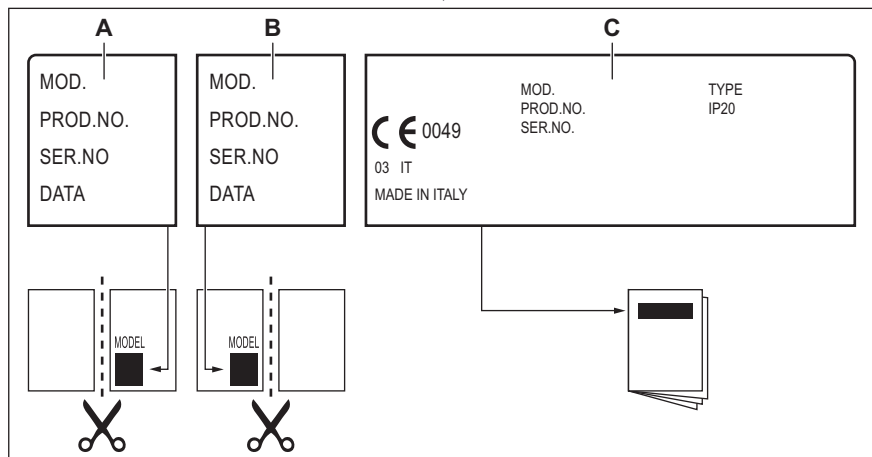 A
B
C
MOD.
PROD.NO.
SER.NO
DATA
MOD.
PROD.NO.
SER.NO
DATA
MOD.
PROD.NO.
SER.NO.
TYPE
IP20
CE 0049
03 IT
MADE IN ITALY
MODEL
MODEL